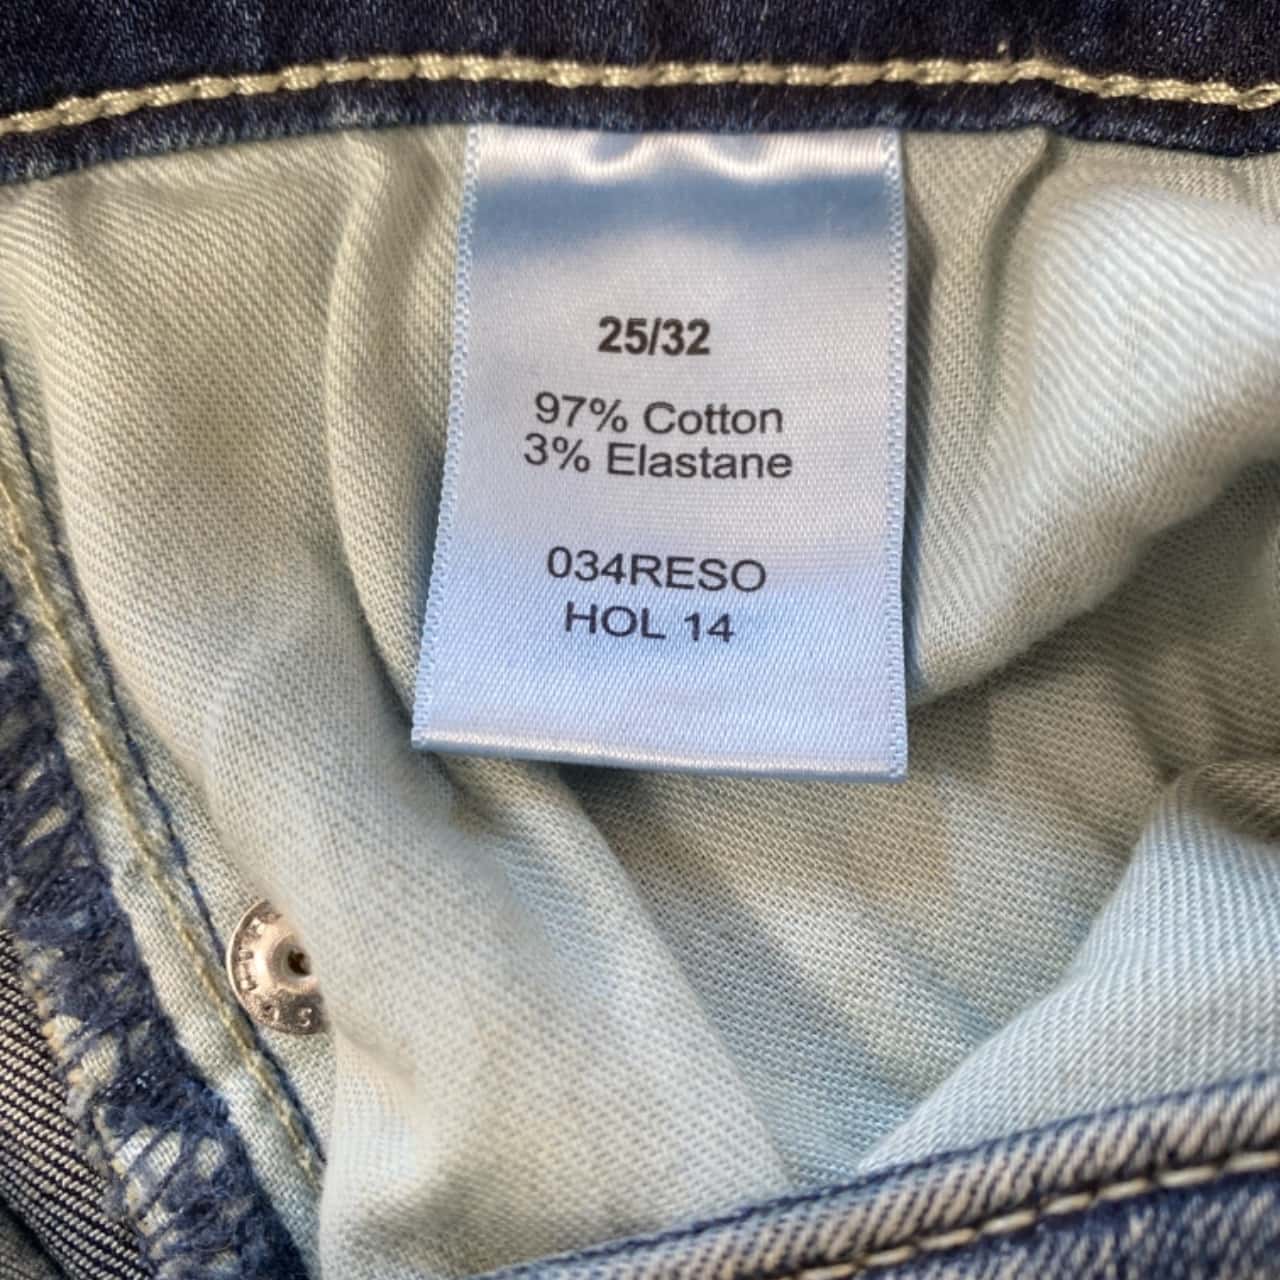 25/32
97% Cotton
3% Elastane
034RESO
HOL 14